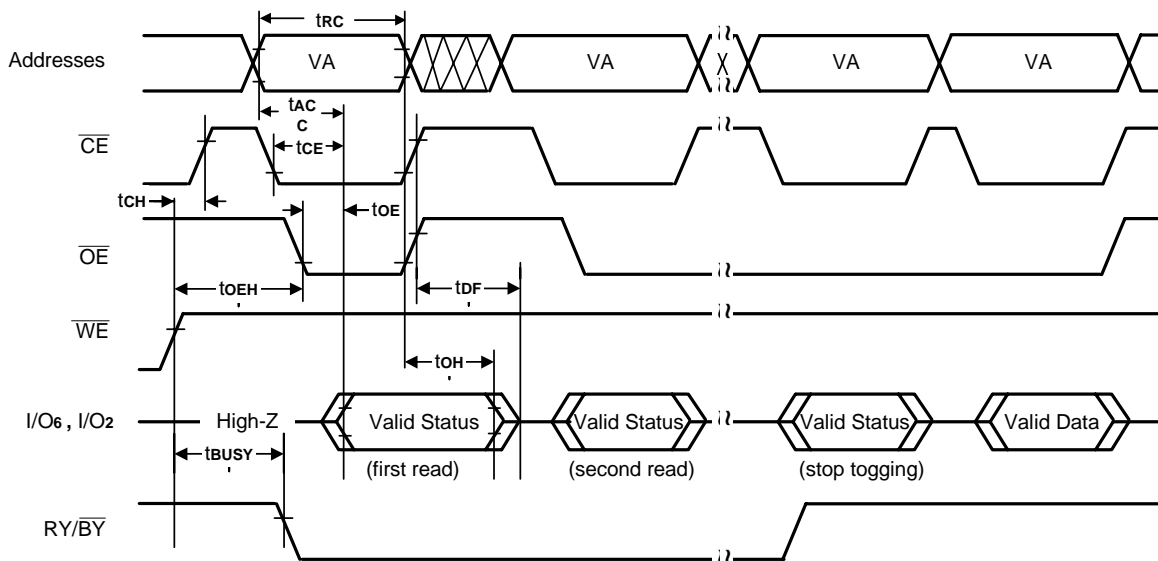 tRC
Addresses
VA
VA
X
VA
VA
tAC
C
CE
tCE
tCH
tOE
OE
tOEH
tDF
WE
tOH
I/O6 , I/O2
High-Z
Valid Status
Valid Status
Valid Status
Valid Data
tBUSY
(first read)
(second read)
(stop togging)
RY/BY